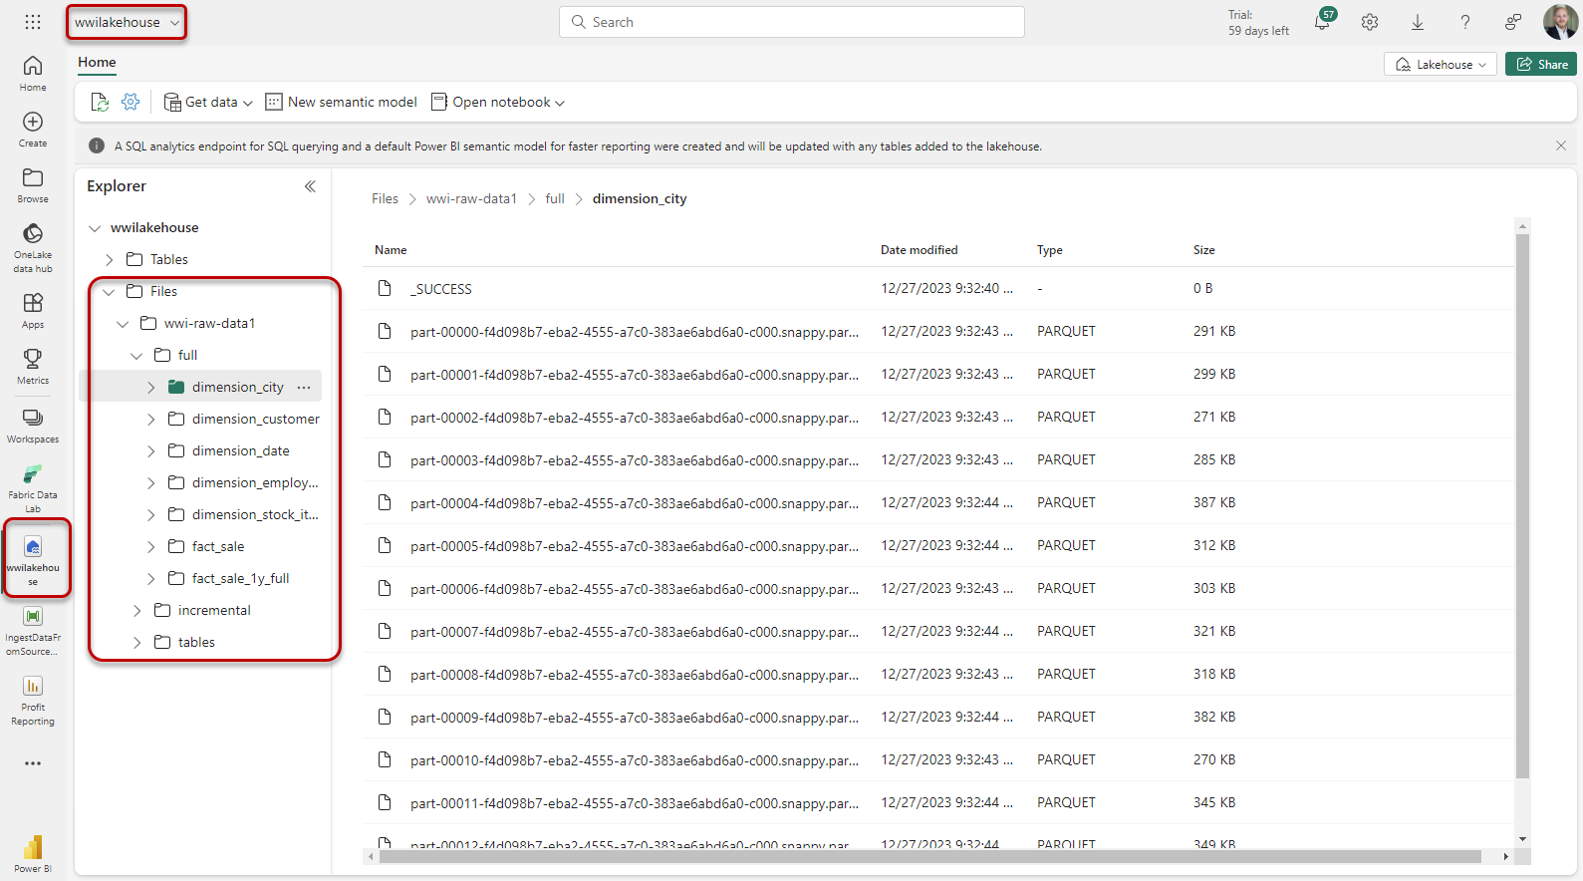 wwilakehouse
Search
Trial:
59 days left
57
Home
Lakehouse
Share
Get data
New semantic model
Open notebook
A SQL analytics endpoint for SQL querying and a default Power BI semantic model for faster reporting were created and will be updated with any tables added to the lakehouse.
Home
Create
Browse
OneLake
data hub
Apps
Metrics
Workspaces
Fabric Data
Lab
wwilakehou
se
IngestDataFr
omSource...
Profit
Reporting
Power BI
Explorer
wwilakehouse
Tables
Files
wwi-raw-data1
full
dimension_city ...
dimension_customer
dimension_date
dimension_employ...
dimension_stock_it...
fact_sale
fact_sale_1y_full
incremental
tables
Files > wwi-raw-data1 > full > dimension_city
Name Date modified Type Size
_SUCCESS 12/27/2023 9:32:40 ... - 0 B
part-00000-f4d098b7-eba2-4555-a7c0-383ae6abd6a0-c000.snappy.par... 12/27/2023 9:32:43 ... PARQUET 291 KB
part-00001-f4d098b7-eba2-4555-a7c0-383ae6abd6a0-c000.snappy.par... 12/27/2023 9:32:43 ... PARQUET 299 KB
part-00002-f4d098b7-eba2-4555-a7c0-383ae6abd6a0-c000.snappy.par... 12/27/2023 9:32:43 ... PARQUET 271 KB
part-00003-f4d098b7-eba2-4555-a7c0-383ae6abd6a0-c000.snappy.par... 12/27/2023 9:32:43 ... PARQUET 285 KB
part-00004-f4d098b7-eba2-4555-a7c0-383ae6abd6a0-c000.snappy.par... 12/27/2023 9:32:44 ... PARQUET 387 KB
part-00005-f4d098b7-eba2-4555-a7c0-383ae6abd6a0-c000.snappy.par... 12/27/2023 9:32:43 ... PARQUET 312 KB
part-00006-f4d098b7-eba2-4555-a7c0-383ae6abd6a0-c000.snappy.par... 12/27/2023 9:32:43 ... PARQUET 303 KB
part-00007-f4d098b7-eba2-4555-a7c0-383ae6abd6a0-c000.snappy.par... 12/27/2023 9:32:44 ... PARQUET 321 KB
part-00008-f4d098b7-eba2-4555-a7c0-383ae6abd6a0-c000.snappy.par... 12/27/2023 9:32:43 ... PARQUET 318 KB
part-00009-f4d098b7-eba2-4555-a7c0-383ae6abd6a0-c000.snappy.par... 12/27/2023 9:32:44 ... PARQUET 382 KB
part-00010-f4d098b7-eba2-4555-a7c0-383ae6abd6a0-c000.snappy.par... 12/27/2023 9:32:43 ... PARQUET 270 KB
part-00011-f4d098b7-eba2-4555-a7c0-383ae6abd6a0-c000.snappy.par... 12/27/2023 9:32:44 ... PARQUET 345 KB
part-00012-f4d098b7-eba2-4555-a7c0-383ae6abd6a0-c000.snappy.par... 12/27/2023 9:32:44 PARQUET 349 KB